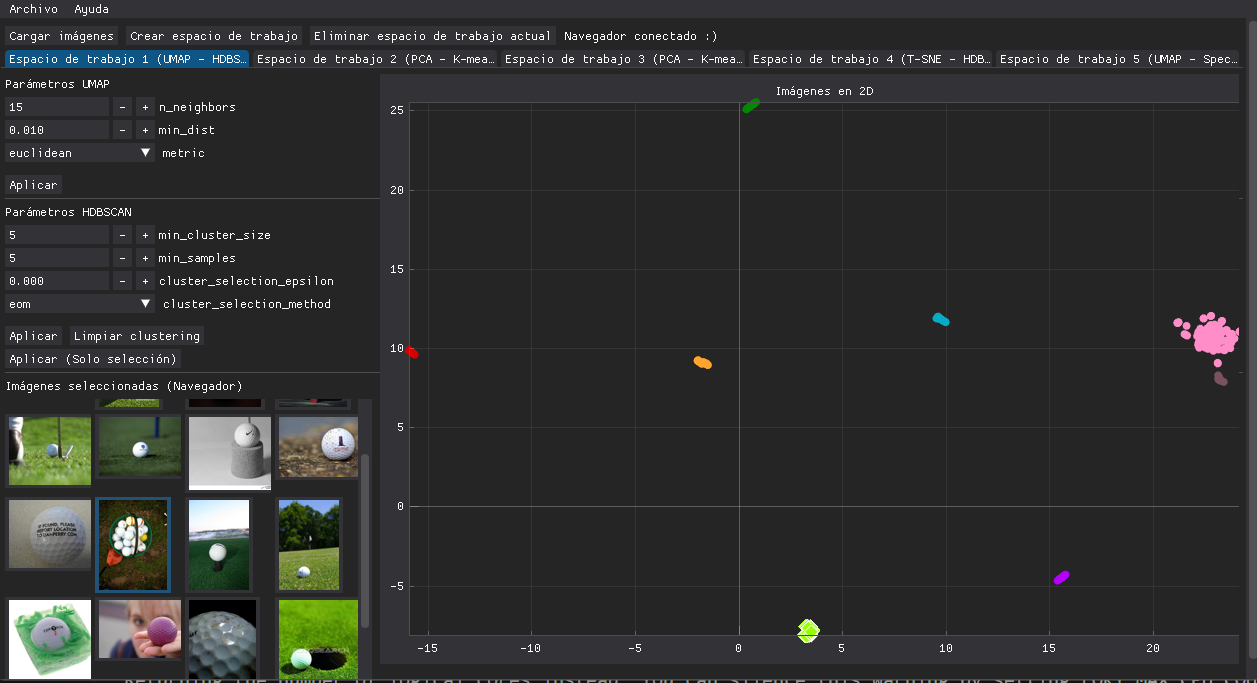 Archivo Ayuda
Cargar imágenes Crear espacio de trabajo Eliminar espacio de trabajo actual Navegador conectado :)
Espacio de trabajo 1 (UMAP - HDBS… Espacio de trabajo 2 (PCA - K-mea… Espacio de trabajo 3 (PCA - K-mea… Espacio de trabajo 4 (T-SNE - HDB… Espacio de trabajo 5 (UMAP - Spec…
Parámetros UMAP
15 - + n_neighbors
0.010 - + min_dist
euclidean metric
Aplicar
Parámetros HDBSCAN
5 - + min_cluster_size
5 - + min_samples
0.000 - + cluster_selection_epsilon
eom cluster_selection_method
Aplicar Limpiar clustering
Aplicar (Solo selección)
Imágenes seleccionadas (Navegador)
IF FOUND, PLEASE
REPORT LOCATION
Imágenes en 2D
25
20
15
10
5
0
-5
-15 -10 -5 0 5 10 15 20